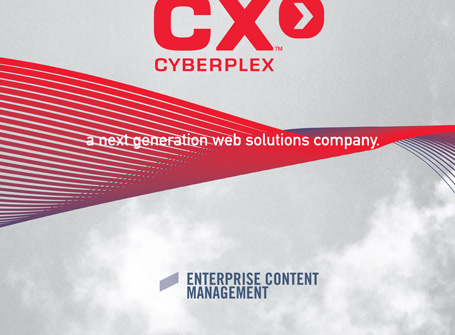 CX
TM
CYBERPLEX
a next generation web solutions company.
ENTERPRISE CONTENT
MANAGEMENT